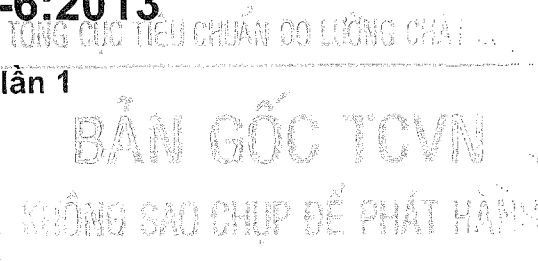 -6:2013
TỔNG CỤC TIÊU CHUẨN ĐO LƯỜNG CHẤT
lần 1
BẢN GỐC TCVN
KHÔNG SAO CHỤP ĐỂ PHÁT HÀNH